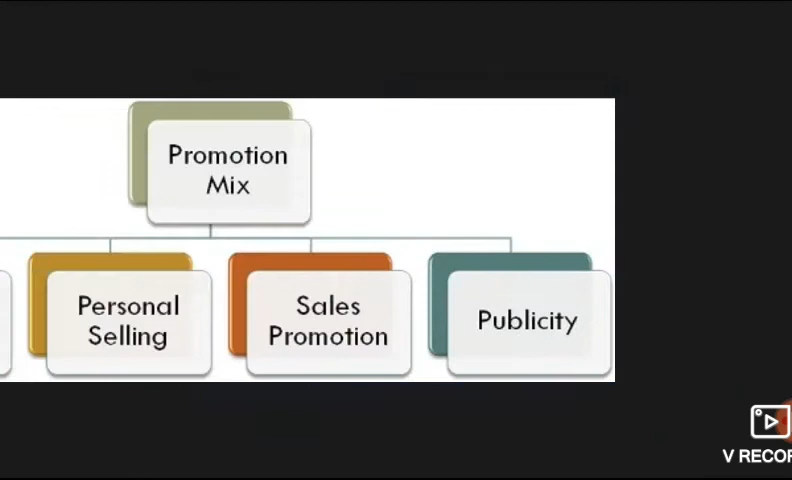 Promotion
Mix
Personal
Selling
Sales
Promotion
Publicity
V RECOR